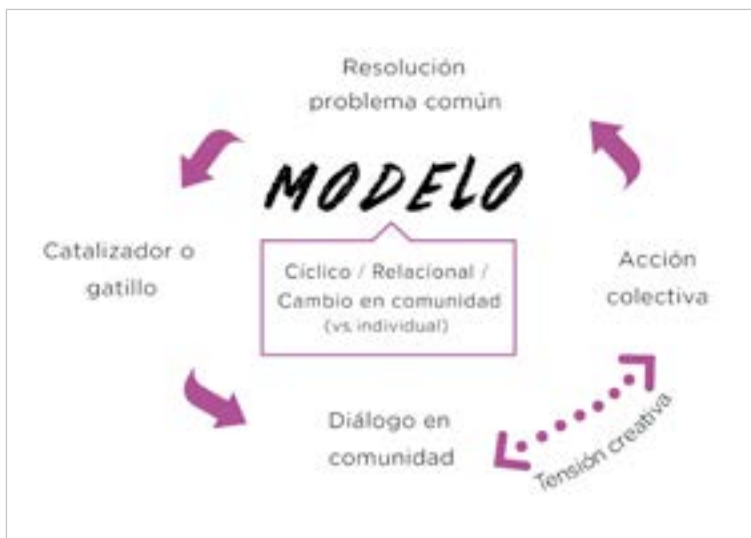 Resolución
problema común
MODELO
Catalizador o
gatillo
Cíclico / Relacional /
Cambio en comunidad
(vs. individual)
Acción
colectiva
Diálogo en
comunidad
Tensión creativa